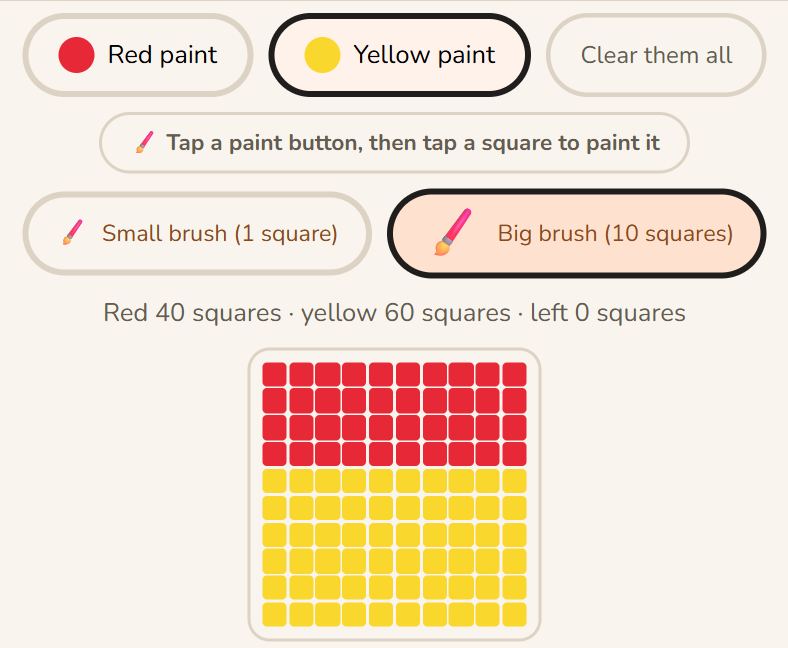 Red paint
Yellow paint
Clear them all
Tap a paint button, then tap a square to paint it
Small brush (1 square)
Big brush (10 squares)
Red 40 squares · yellow 60 squares · left 0 squares